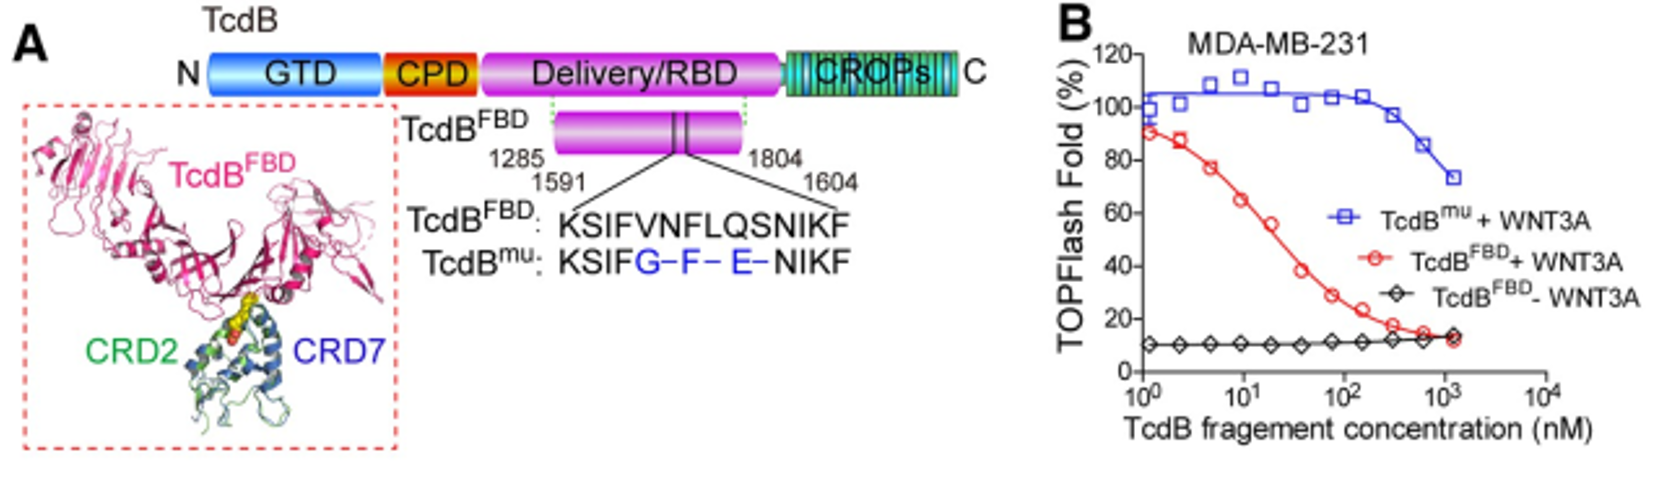 A
TcdB
N GTD CPD Delivery/RBD CROPs C
TcdB^FBD
1285 1804
1591 1604
TcdB^FBD: KSIFVNFLQSNIKF
TcdB^mu: KSIFG–F–E–NIKF
TcdB^FBD
CRD2 CRD7
B
MDA-MB-231
TOPFlash Fold (%)
120
100
80
60
40
20
0
TcdB^mu + WNT3A
TcdB^FBD + WNT3A
TcdB^FBD - WNT3A
10^0 10^1 10^2 10^3 10^4
TcdB fragement concentration (nM)